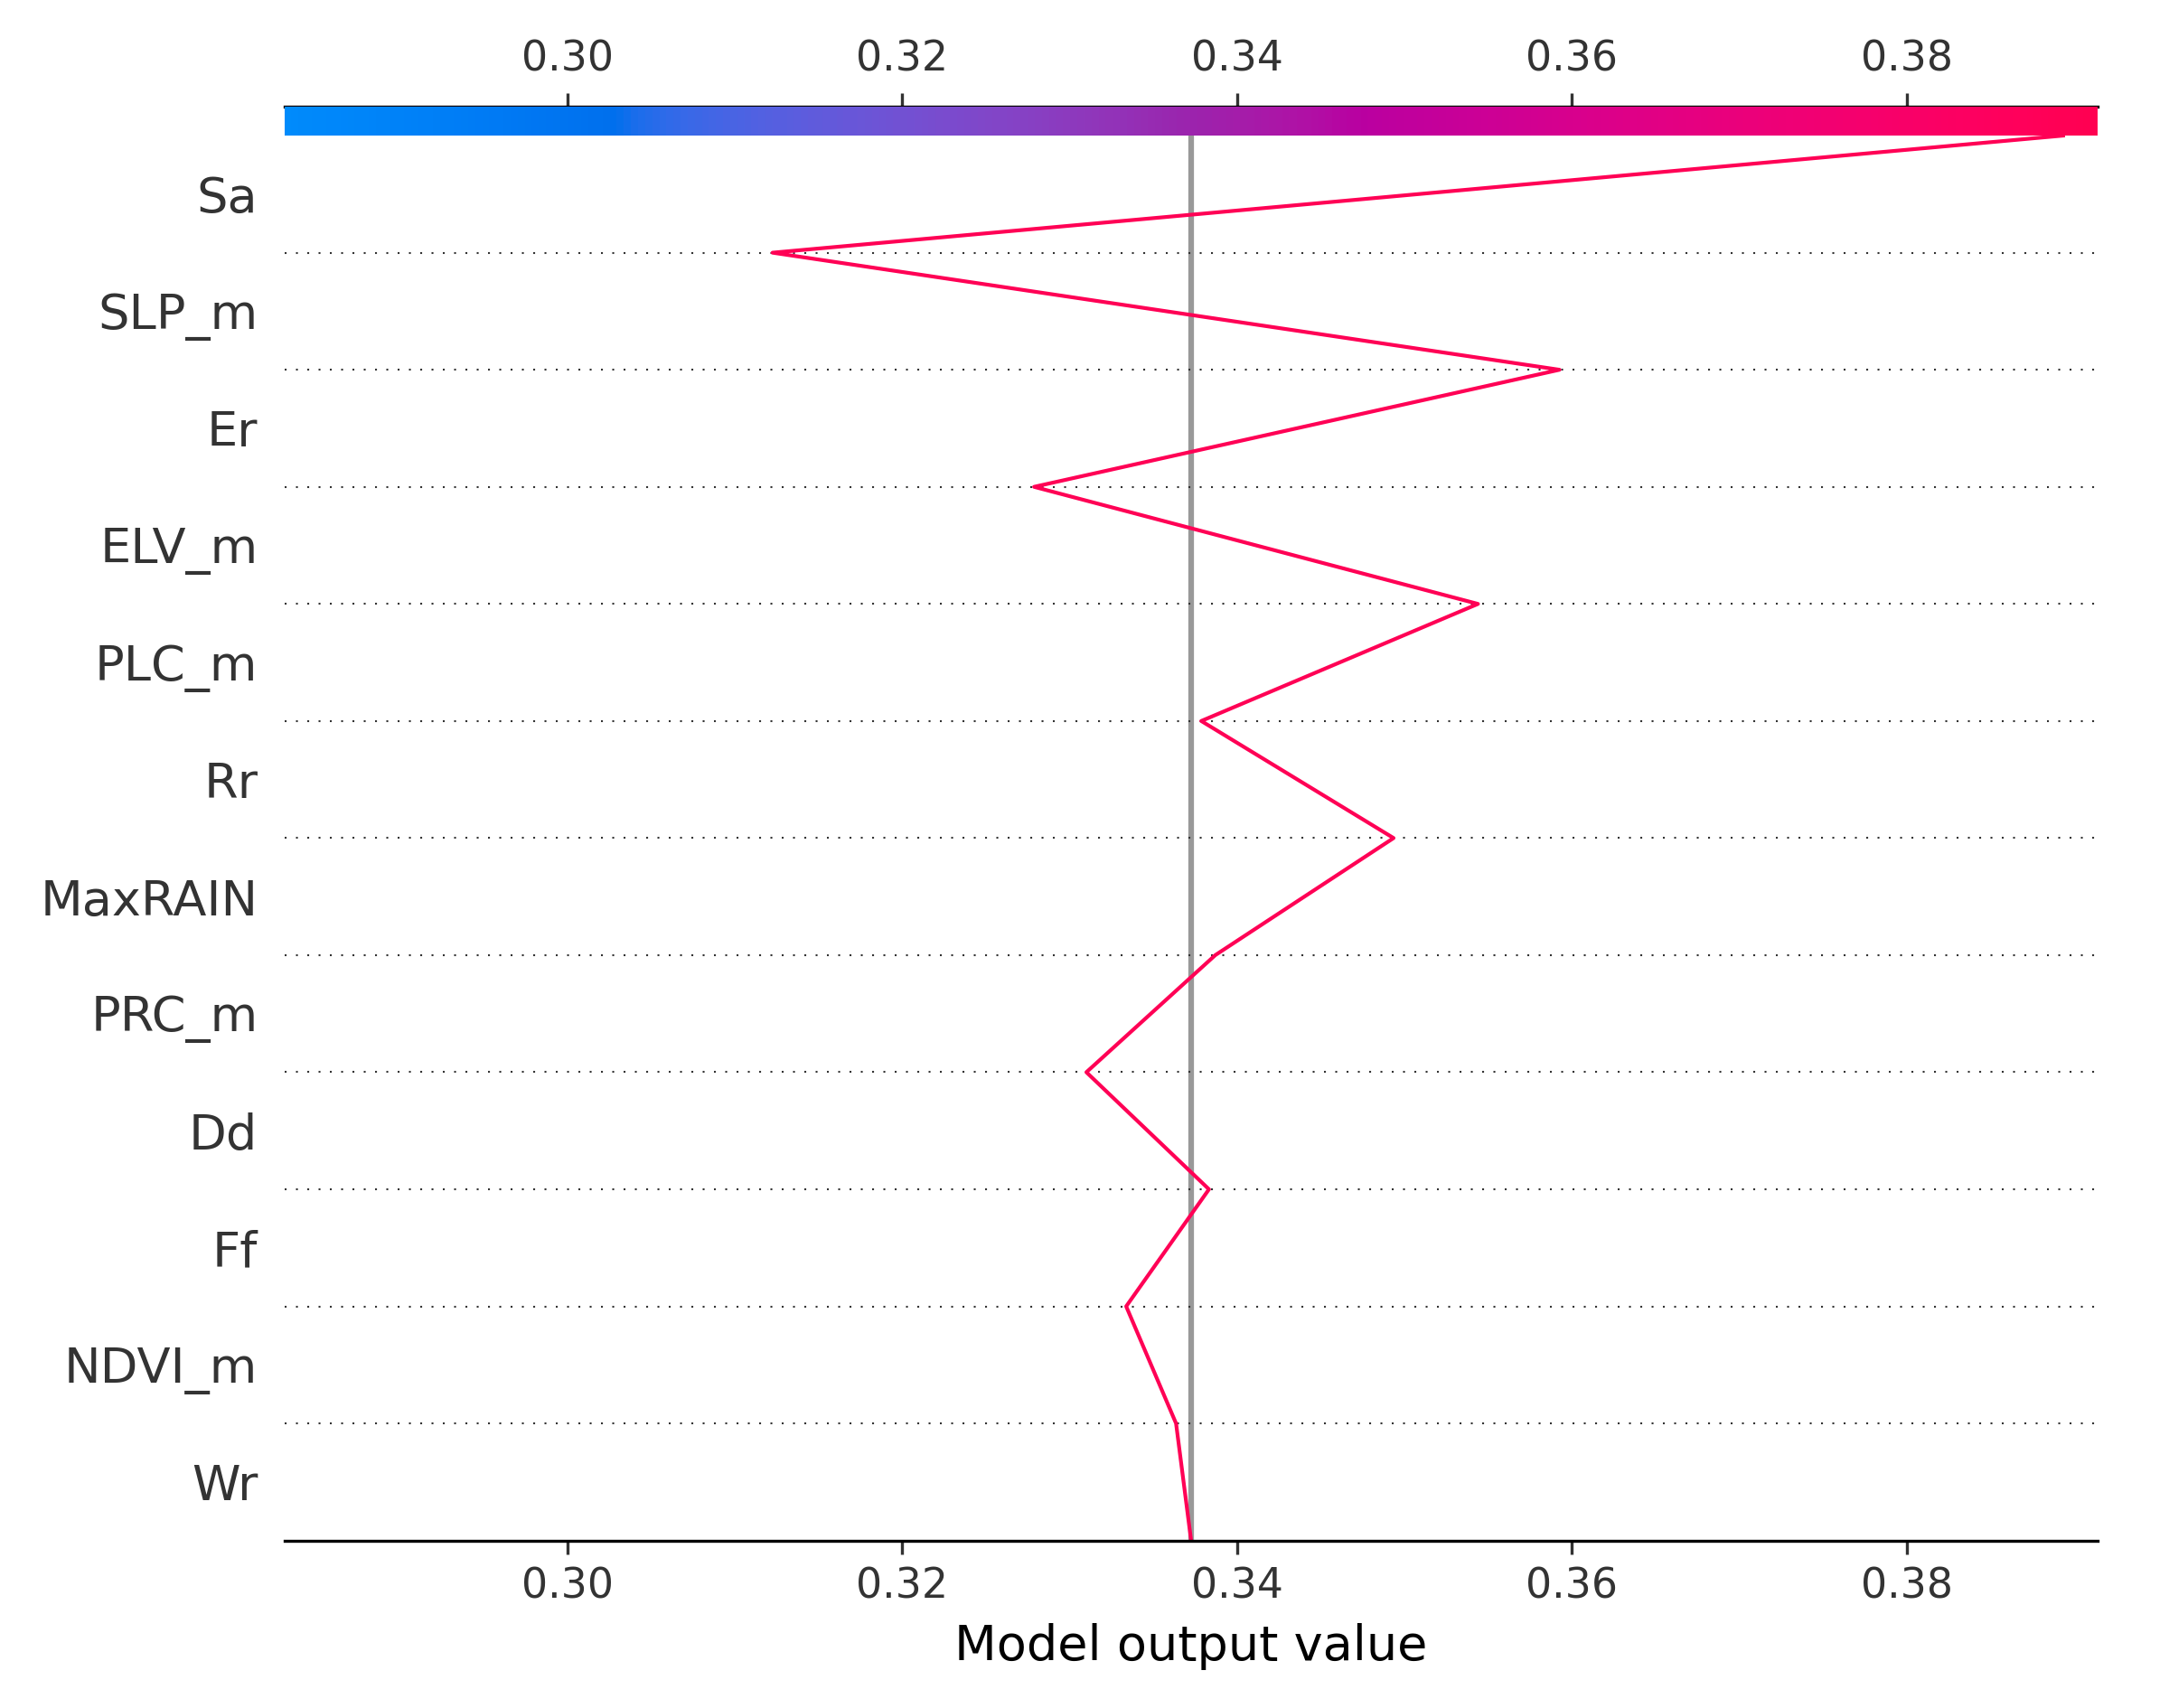 0.30 0.32 0.34 0.36 0.38
Sa
SLP_m
Er
ELV_m
PLC_m
Rr
MaxRAIN
PRC_m
Dd
Ff
NDVI_m
Wr
0.30 0.32 0.34 0.36 0.38
Model output value